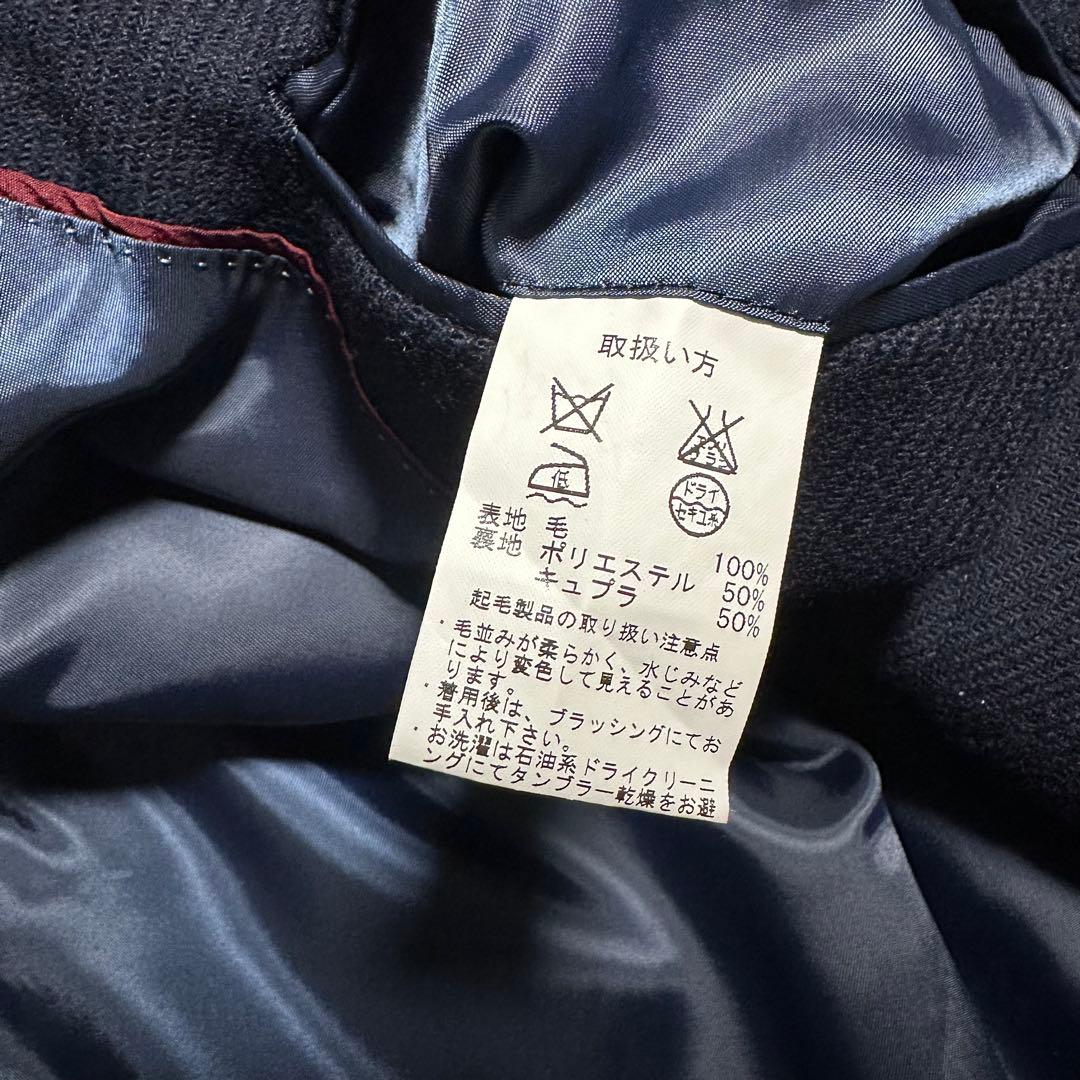 取扱い方
エンソ
サラシ
低
ドライ
セキユ系
表地 毛 100%
裏地 ポリエステル 50%
キュプラ 50%
起毛製品の取り扱い注意点
・毛並みが柔らかく、水じみなど
により変色して見えることがあ
ります。
・着用後は、ブラッシングにてお
手入れ下さい。
・お洗濯は石油系ドライクリーニ
ングにてタンブラー乾燥をお避